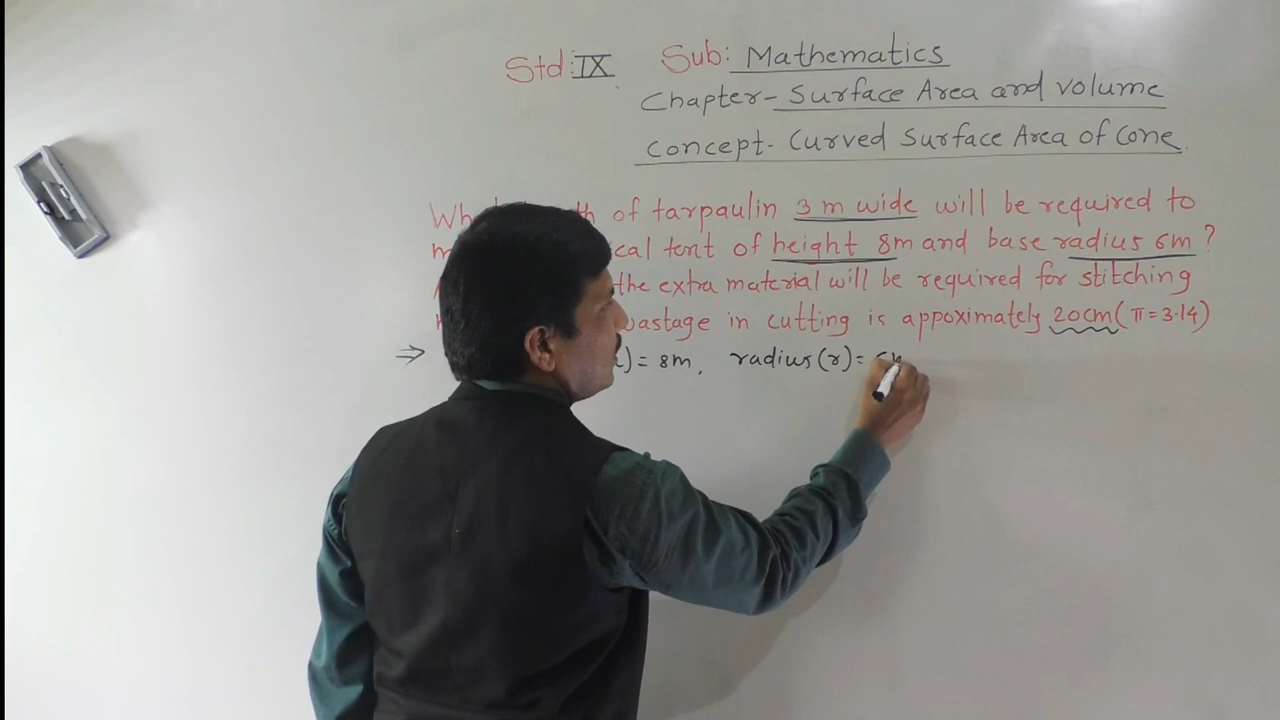 Std: IX Sub: Mathematics
Chapter- Surface Area and volume
concept- Curved Surface Area of Cone.
of tarpaulin 3 m wide will be required to
tent of height 8m and base radius 6m ?
the extra material will be required for stitching
wastage in cutting is appoximately 20cm (π = 3.14)
⇒ = 8m, radius (r) =